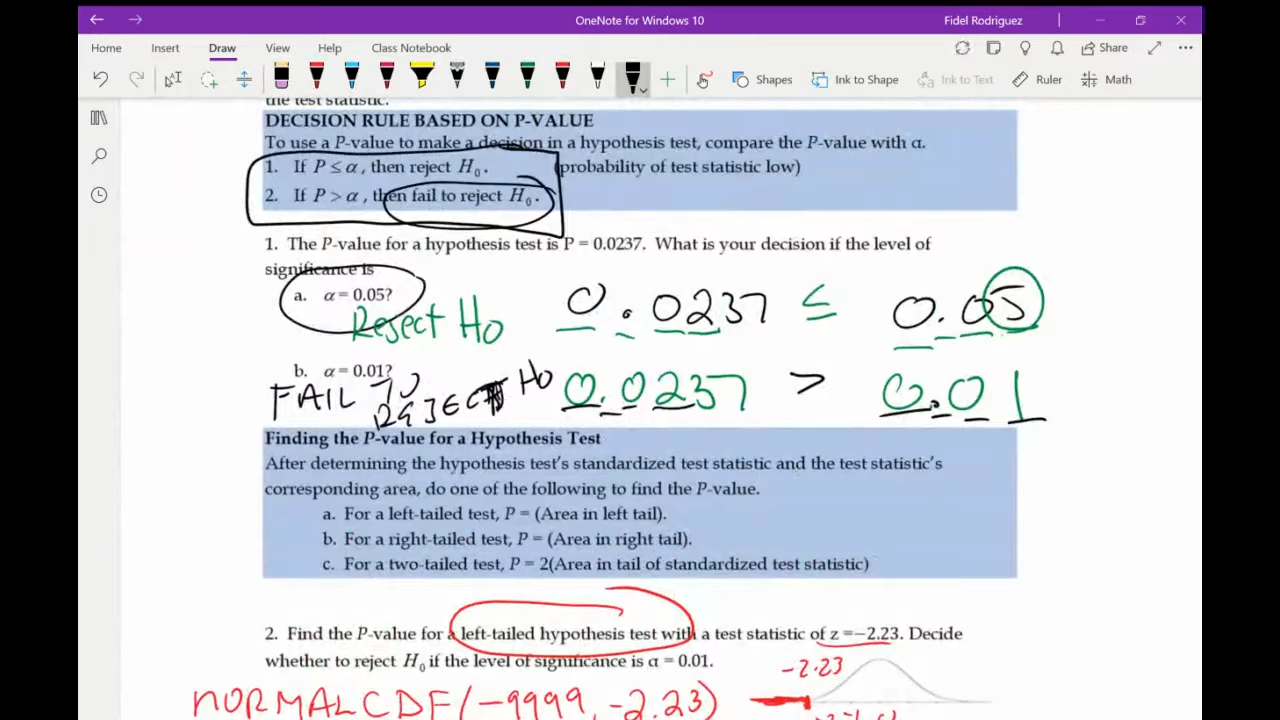 OneNote for Windows 10
Fidel Rodriguez
Home Insert Draw View Help Class Notebook Share
Shapes Ink to Shape Ink to Text Ruler Math
the test statistic.
DECISION RULE BASED ON P-VALUE
To use a P-value to make a decision in a hypothesis test, compare the P-value with α.
1. If P ≤ α, then reject H₀. (probability of test statistic low)
2. If P > α, then fail to reject H₀.
1. The P-value for a hypothesis test is P = 0.0237. What is your decision if the level of
significance is
a. α = 0.05?
Reject Ho 0.0237 ≤ 0.05
b. α = 0.01?
FAIL TO REJECT Ho 0.0237 > 0.01
Finding the P-value for a Hypothesis Test
After determining the hypothesis test's standardized test statistic and the test statistic's
corresponding area, do one of the following to find the P-value.
a. For a left-tailed test, P = (Area in left tail).
b. For a right-tailed test, P = (Area in right tail).
c. For a two-tailed test, P = 2(Area in tail of standardized test statistic)
2. Find the P-value for a left-tailed hypothesis test with a test statistic of z =−2.23. Decide
whether to reject H₀ if the level of significance is α = 0.01.
-2.23
NORMALCDF(-9999, -2.23)